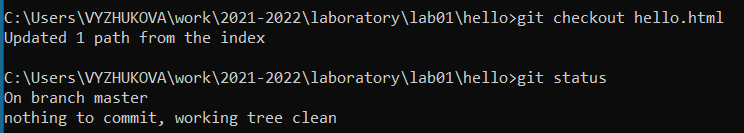 C:\Users\VYZHUKOVA\work\2021-2022\laboratory\lab01\hello>git checkout hello.html
Updated 1 path from the index
C:\Users\VYZHUKOVA\work\2021-2022\laboratory\lab01\hello>git status
On branch master
nothing to commit, working tree clean